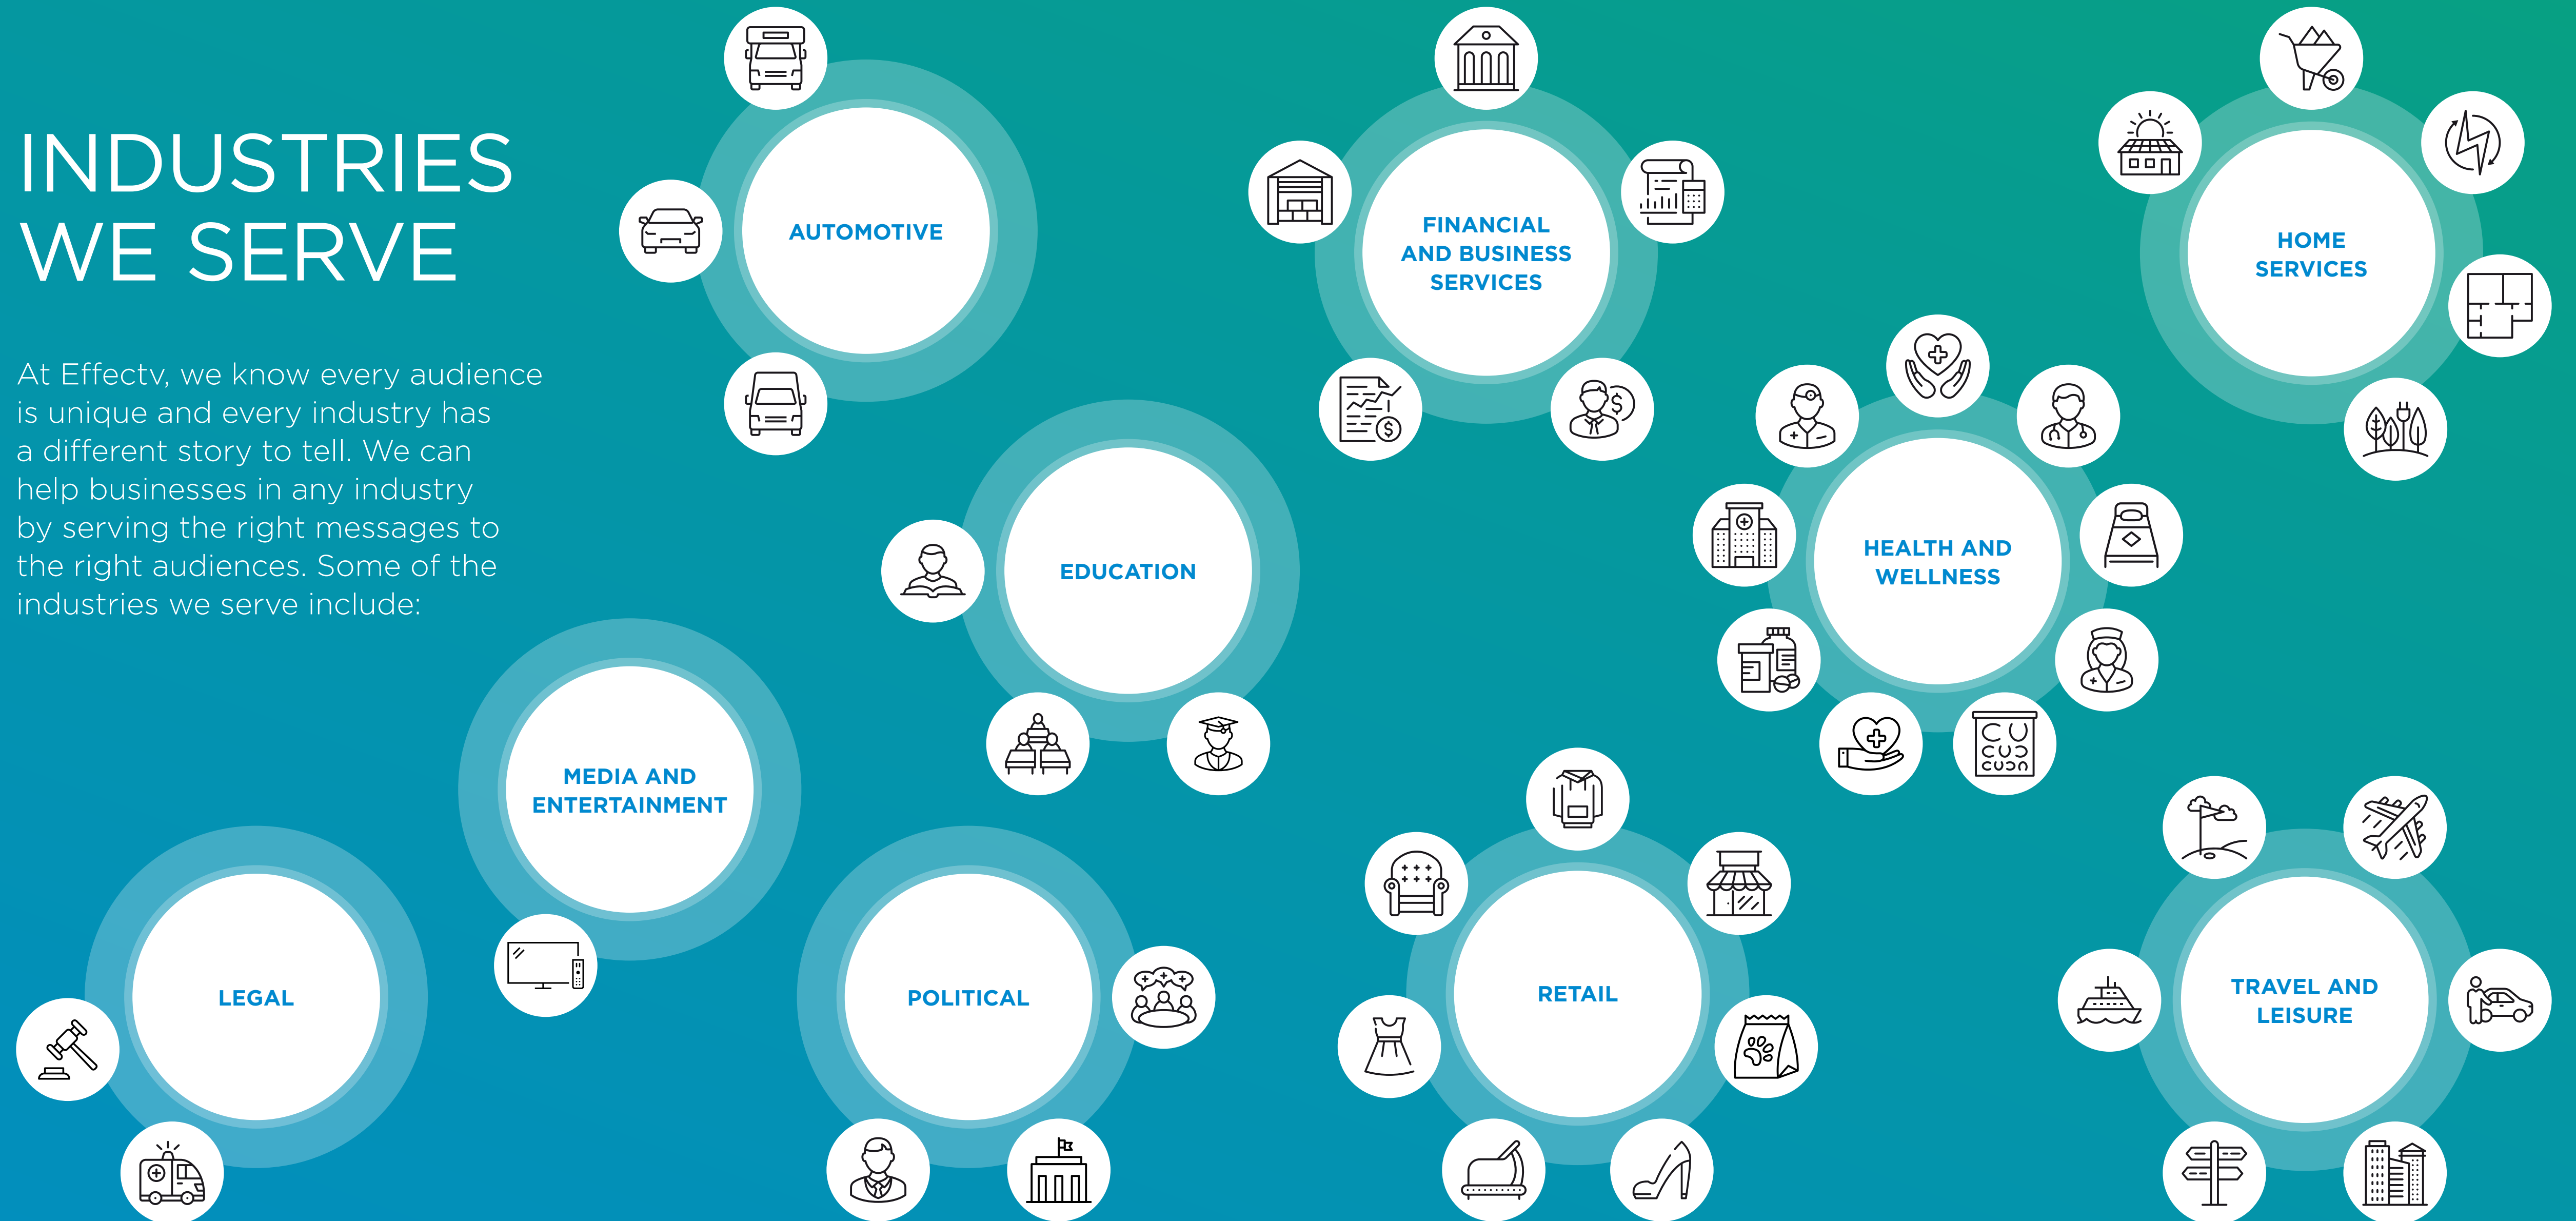 INDUSTRIES
WE SERVE
At Effectv, we know every audience
is unique and every industry has
a different story to tell. We can
help businesses in any industry
by serving the right messages to
the right audiences. Some of the
industries we serve include:
AUTOMOTIVE
FINANCIAL
AND BUSINESS
SERVICES
HOME
SERVICES
EDUCATION
HEALTH AND
WELLNESS
MEDIA AND
ENTERTAINMENT
LEGAL
POLITICAL
RETAIL
TRAVEL AND
LEISURE